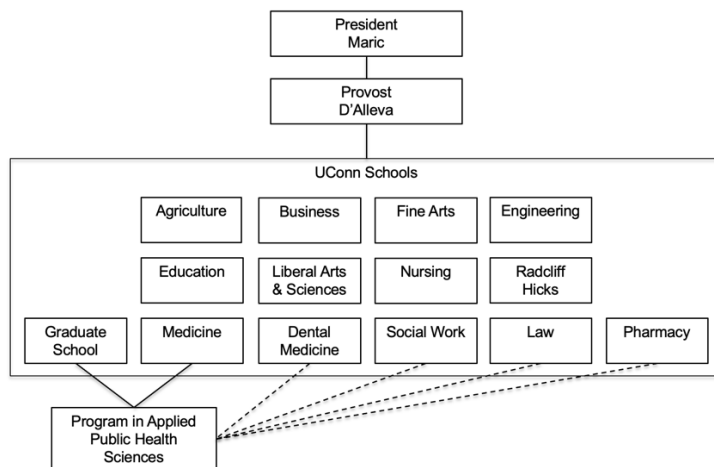 President
Maric
Provost
D'Alleva
UConn Schools
Agriculture
Business
Fine Arts
Engineering
Education
Liberal Arts
& Sciences
Nursing
Radcliff
Hicks
Graduate
School
Medicine
Dental
Medicine
Social Work
Law
Pharmacy
Program in Applied
Public Health
Sciences